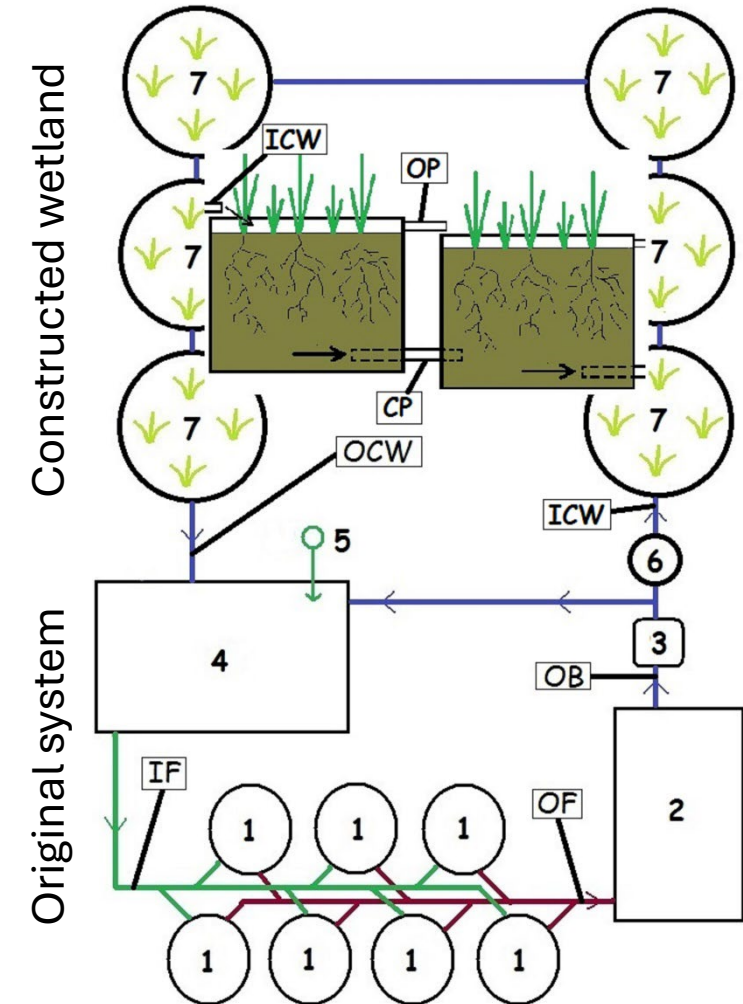 Constructed wetland
7
7
ICW
OP
7
7
CP
7
7
OCW
ICW
5
6
4
3
OB
Original system
IF
OF
2
1
1
1
1
1
1
1